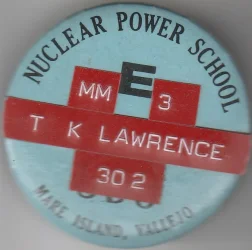 NUCLEAR POWER SCHOOL
E
MM 3
T K LAWRENCE
302
MARE ISLAND, VALLEJO